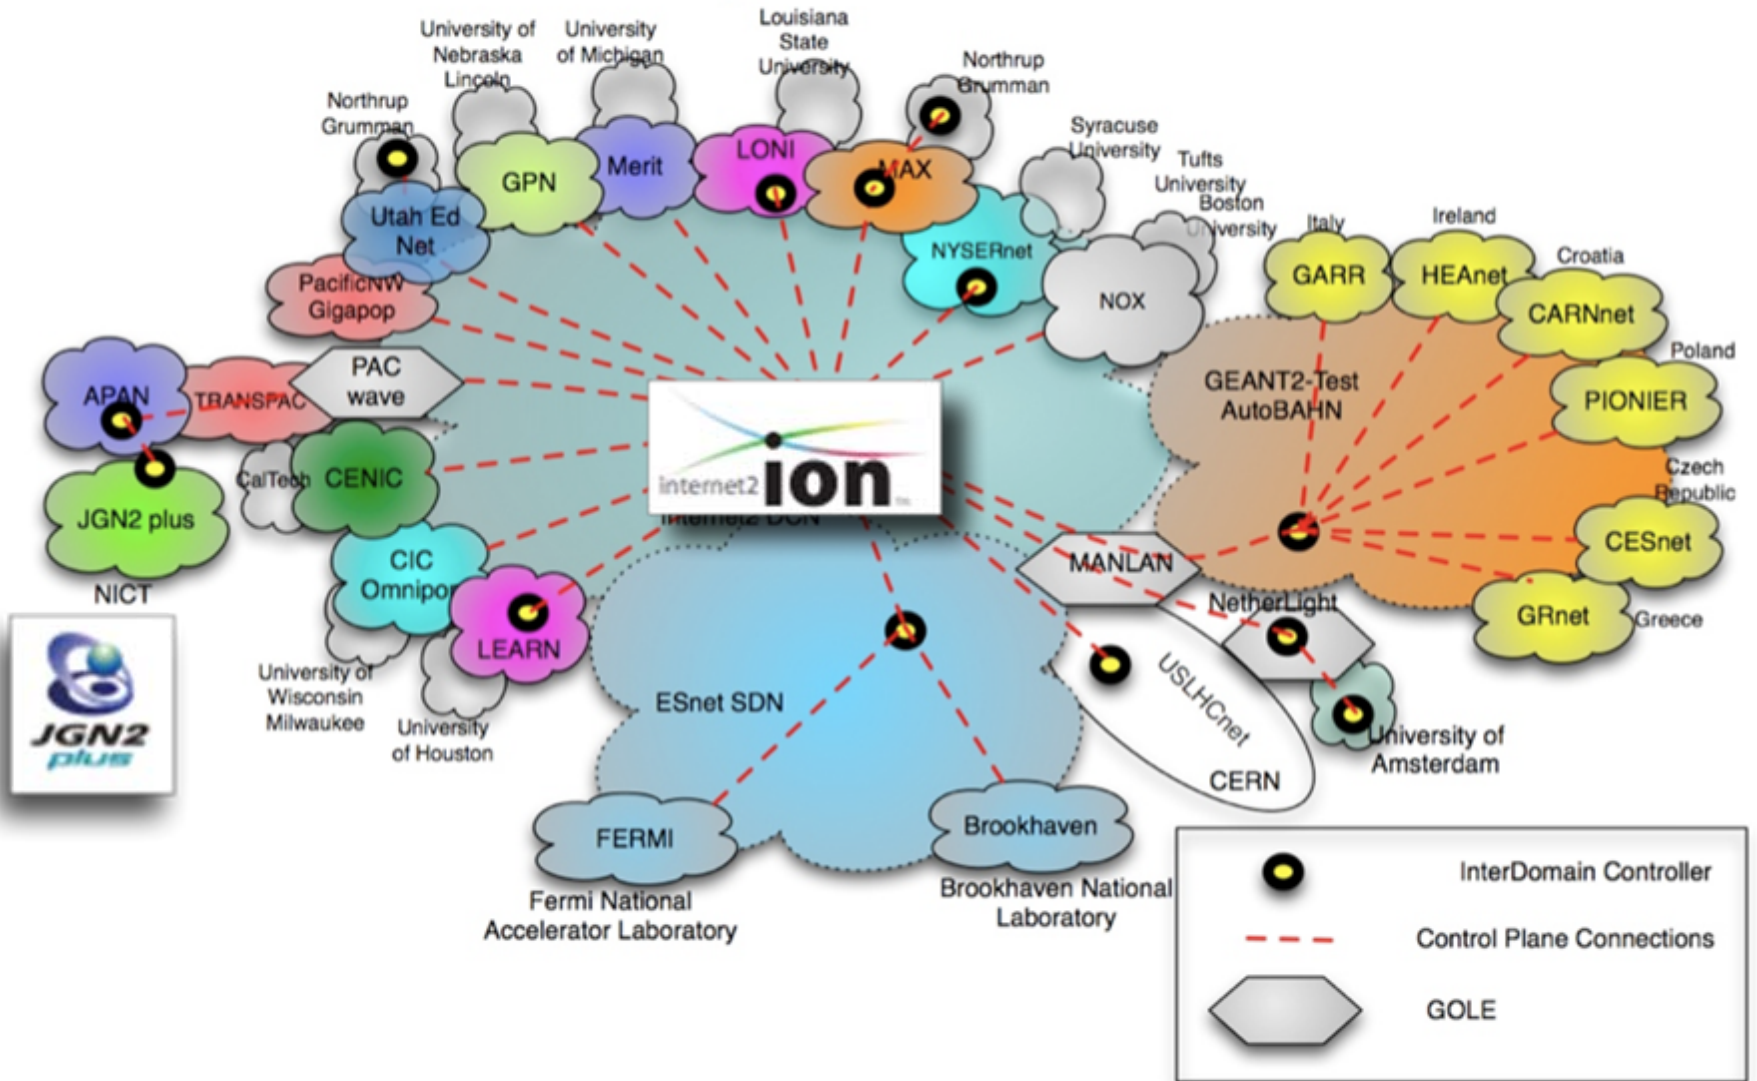 University of
Nebraska
Lincoln
University
of Michigan
Louisiana
State
University
Northrup
Grumman
Northrup
Grumman
Syracuse
University
Tufts
University
Boston
University
GPN
Merit
LONI
MAX
Utah Ed
Net
NYSERnet
NOX
PacificNW
Gigapop
Italy
GARR
Ireland
HEAnet
Croatia
CARNnet
Poland
PIONIER
GEANT2-Test
AutoBAHN
APAN
TRANSPAC
PAC
wave
CalTech
CENIC
JGN2 plus
NICT
internet2 ion
Internet2 DCN
Czech
Republic
CESnet
GRnet
Greece
CIC
Omnipor
LEARN
MANLAN
NetherLight
JGN2
plus
University of
Wisconsin
Milwaukee
University
of Houston
ESnet SDN
USLHCnet
CERN
University of
Amsterdam
FERMI
Fermi National
Accelerator Laboratory
Brookhaven
Brookhaven National
Laboratory
InterDomain Controller
Control Plane Connections
GOLE